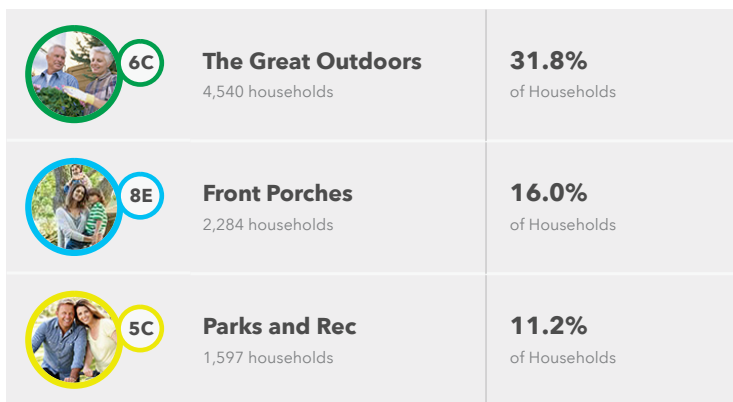 6C
The Great Outdoors
4,540 households
31.8%
of Households
8E
Front Porches
2,284 households
16.0%
of Households
5C
Parks and Rec
1,597 households
11.2%
of Households